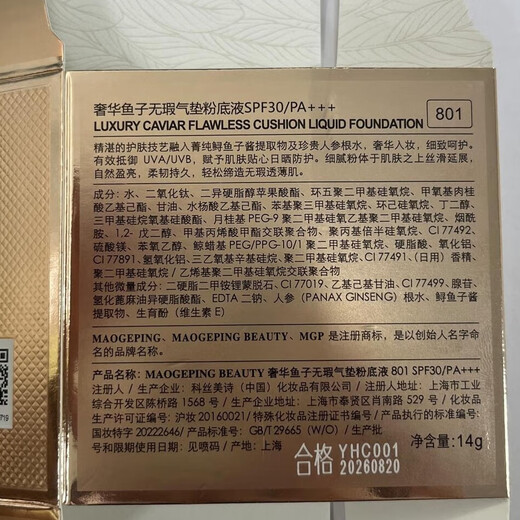 奢华鱼子无瑕气垫粉底液SPF30/PA+++
LUXURY CAVIAR FLAWLESS CUSHION LIQUID FOUNDATION 801
精湛的护肤技艺融入菁纯鲟鱼子酱提取物及珍贵人参根水，奢华人妆，细致呵护。
有效抵御 UVA/UVB，赋予肌肤贴心日晒防护。细腻粉体于肌肤之上丝滑延展，
自然盈亮，柔韧持久，轻松缔造无瑕透薄肌。
成分：水、二氧化钛、二异硬脂醇苹果酸酯、环五聚二甲基硅氧烷、甲氧基肉桂
酸乙基己酯、甘油、水杨酸乙基己酯、苯基聚三甲基硅氧烷、环己硅氧烷、丁二醇、
三甲基硅烷氧基硅酸酯、月桂基 PEG-9 聚二甲基硅氧乙基聚二甲基硅氧烷、烟酰
胺、1,2- 戊二醇、甲基丙烯酸甲酯交联聚合物、聚丙基倍半硅氧烷、CI 77492、
硫酸镁、苯氧乙醇、鲸蜡基 PEG/PPG-10/1 聚二甲基硅氧烷、硬脂酸、氧化铝、
CI 77891、氢氧化铝、三乙氧基辛基硅烷、聚二甲基硅氧烷、CI 77491、（日用）香精、
聚二甲基硅氧烷 / 乙烯基聚二甲基硅氧烷交联聚合物
其他微量成分：二硬脂二甲铵锂蒙脱石、CI 77019、乙基己基甘油、CI 77499、腺苷、
氢化蓖麻油异硬脂酸酯、EDTA 二钠、人参（PANAX GINSENG）根水、鲟鱼子酱
提取物、生育酚（维生素 E）
MAOGEPING、MAOGEPING BEAUTY、MGP 是注册商标，是以创始人名字命
名的品牌名称。
产品名称：MAOGEPING BEAUTY 奢华鱼子无瑕气垫粉底液 801 SPF30/PA+++
注册人 / 生产企业：科丝美诗（中国）化妆品有限公司 / 注册人地址：上海市工业
综合开发区陈桥路 1568 号 / 生产地址：上海市奉贤区肖南路 529 号 / 化妆品
生产许可证编号：沪妆 20160021 / 特殊化妆品注册证书编号 / 产品执行的标准编号：
国妆特字 20222646 / 产品标准号：GB/T 29665 (W/O) / 生产批
号和限期使用日期：见喷码 / 产地：上海
净含量：14g
合格 YHC001
20260820